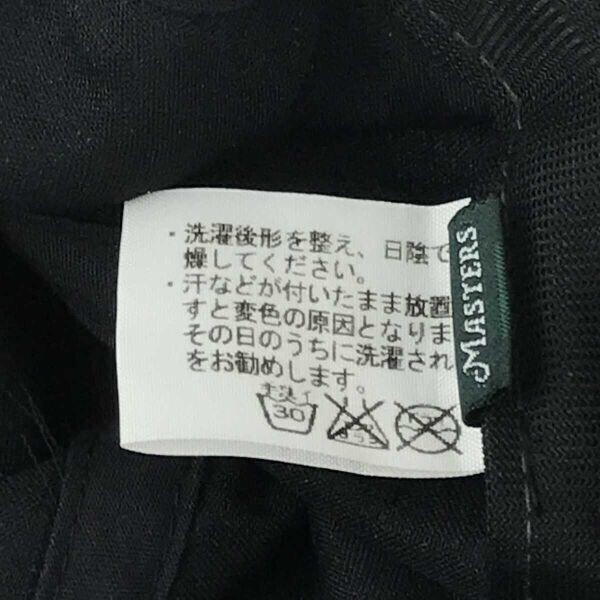 ・洗濯後形を整え、日陰で
燥してください。
・汗などが付いたまま放置
すと変色の原因となりま
その日のうちに洗濯され
をお勧めします。
手洗イ
30
MASTERS